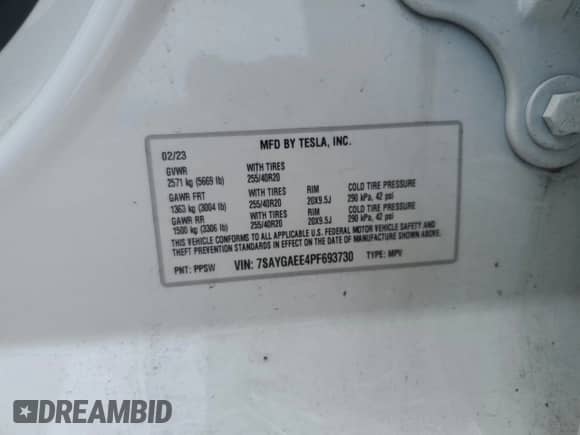 MFD BY TESLA, INC.
02/23
GVWR WITH TIRES
2571 kg (5669 lb) 255/40R20
GAWR FRT WITH TIRES RIM COLD TIRE PRESSURE
1363 kg (3004 lb) 255/40R20 20X9.5J 290 kPa, 42 psi
GAWR RR WITH TIRES RIM COLD TIRE PRESSURE
1500 kg (3306 lb) 255/40R20 20X9.5J 290 kPa, 42 psi
THIS VEHICLE CONFORMS TO ALL APPLICABLE U.S. FEDERAL MOTOR VEHICLE SAFETY AND
THEFT PREVENTION STANDARDS IN EFFECT ON THE DATE OF MANUFACTURE SHOWN ABOVE.
PNT: PPSW VIN: 7SAYGAEE4PF693730 TYPE: MPV
DREAMBID